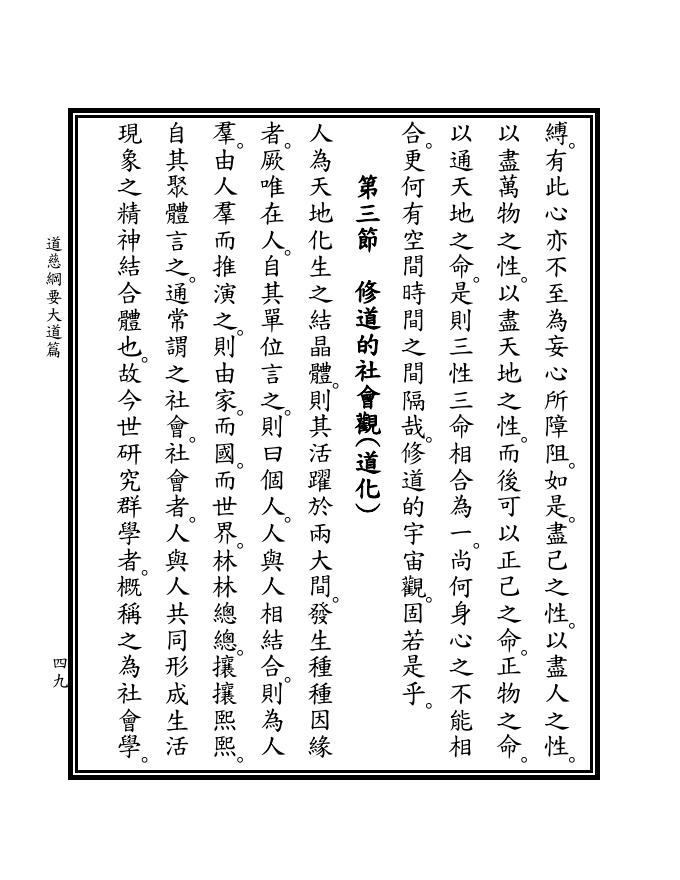 縛。有此心亦不至為妄心所障阻。如是。盡己之性。以盡人之性。
以盡萬物之性。以盡天地之性。而後可以正己之命。正物之命。
以通天地之命。是則三性三命相合為一。尚何身心之不能相
合。更何有空間時間之間隔哉。修道的宇宙觀。固若是乎。
第三節　修道的社會觀（道化）
人為天地化生之結晶體。則其活躍於兩大間。發生種種因緣
者。厥唯在人。自其單位言之。則曰個人。人與人相結合。則為人
羣。由人羣而推演之。則由家。而國。而世界。林林總總。攘攘熙熙。
自其聚體言之。通常謂之社會。社會者。人與人共同形成生活
現象之精神結合體也。故今世研究群學者。概稱之為社會學。
道慈綱要大道篇
四九